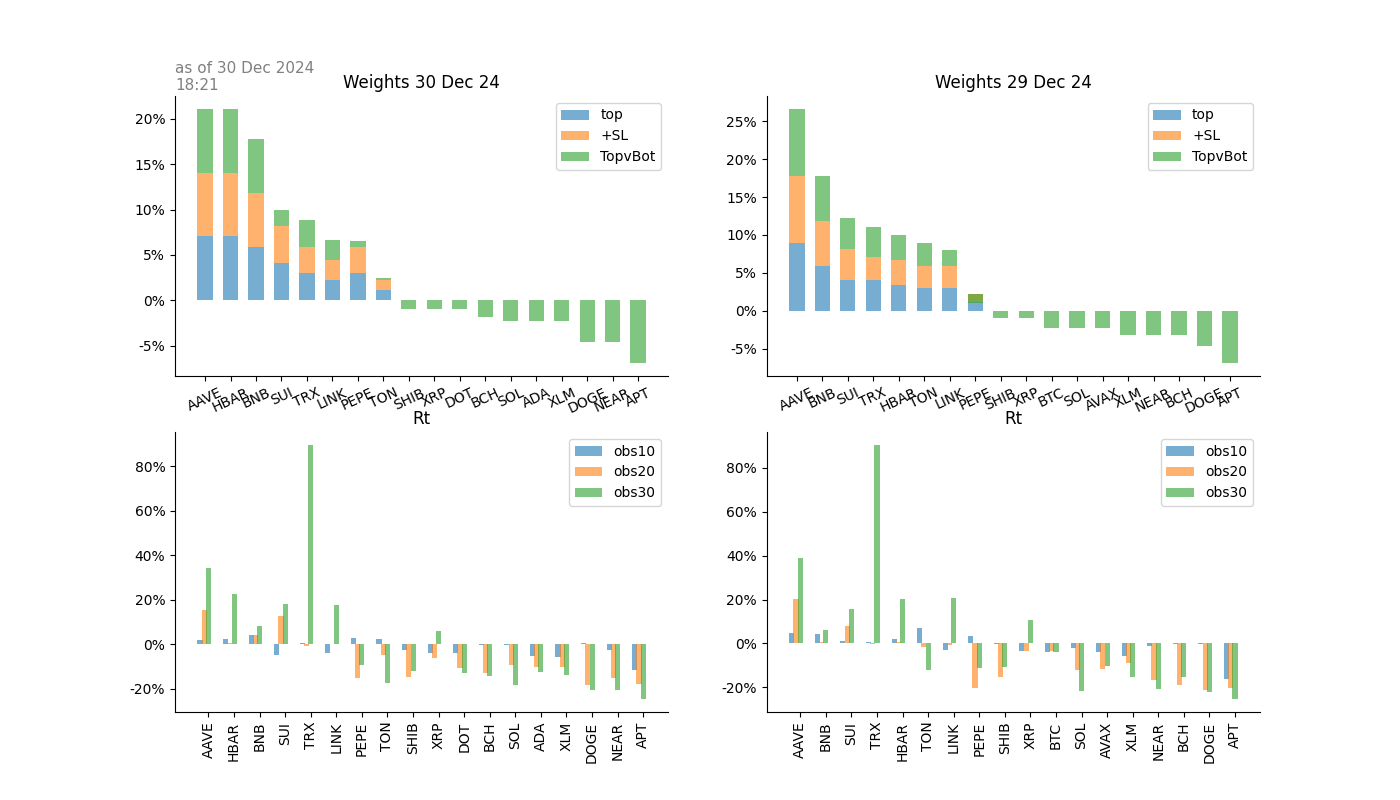 as of 30 Dec 2024
18:21
Weights 30 Dec 24
20%
15%
10%
5%
0%
-5%
top
+SL
TopvBot
AAVE HBAR BNB SUI TRX LINK PEPE TON SHIB XRP DOT BCH SOL ADA XLM DOGE NEAR APT
Weights 29 Dec 24
25%
20%
15%
10%
5%
0%
-5%
top
+SL
TopvBot
AAVE BNB SUI TRX HBAR TON LINK PEPE SHIB XRP BTC SOL AVAX XLM NEAR BCH DOGE APT
Rt
80%
60%
40%
20%
0%
-20%
obs10
obs20
obs30
AAVE HBAR BNB SUI TRX LINK PEPE TON SHIB XRP DOT BCH SOL ADA XLM DOGE NEAR APT
Rt
80%
60%
40%
20%
0%
-20%
obs10
obs20
obs30
AAVE BNB SUI TRX HBAR TON LINK PEPE SHIB XRP BTC SOL AVAX XLM NEAR BCH DOGE APT